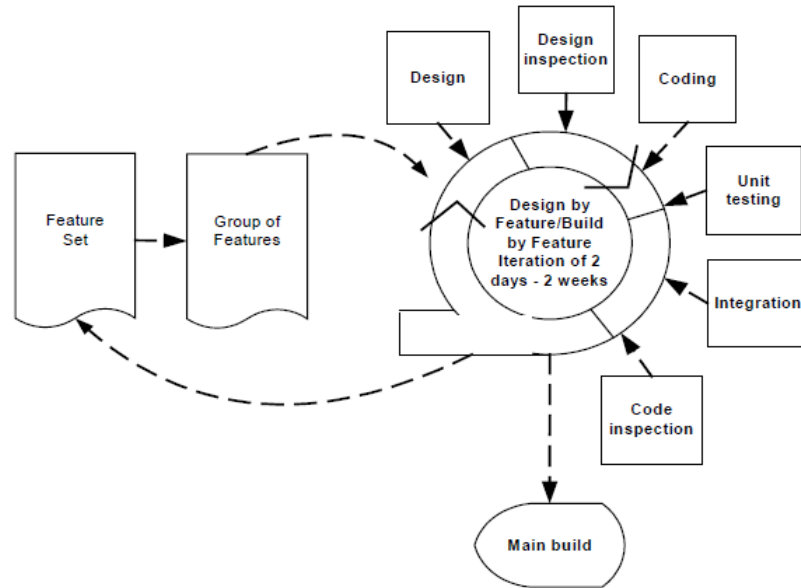 Design
inspection
Design
Coding
Unit
testing
Feature
Set
Group of
Features
Design by
Feature/Build
by Feature
Iteration of 2
days - 2 weeks
Integration
Code
inspection
Main build